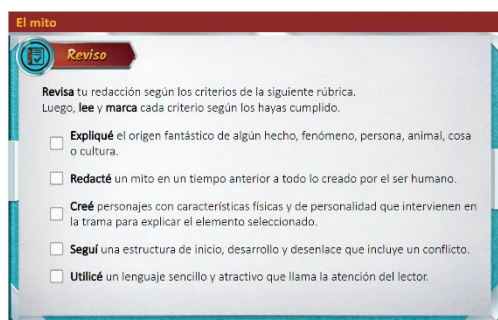 El mito
Reviso
Revisa tu redacción según los criterios de la siguiente rúbrica.
Luego, lee y marca cada criterio según los hayas cumplido.
Expliqué el origen fantástico de algún hecho, fenómeno, persona, animal, cosa
o cultura.
Redacté un mito en un tiempo anterior a todo lo creado por el ser humano.
Creé personajes con características físicas y de personalidad que intervienen en
la trama para explicar el elemento seleccionado.
Seguí una estructura de inicio, desarrollo y desenlace que incluye un conflicto.
Utilicé un lenguaje sencillo y atractivo que llama la atención del lector.